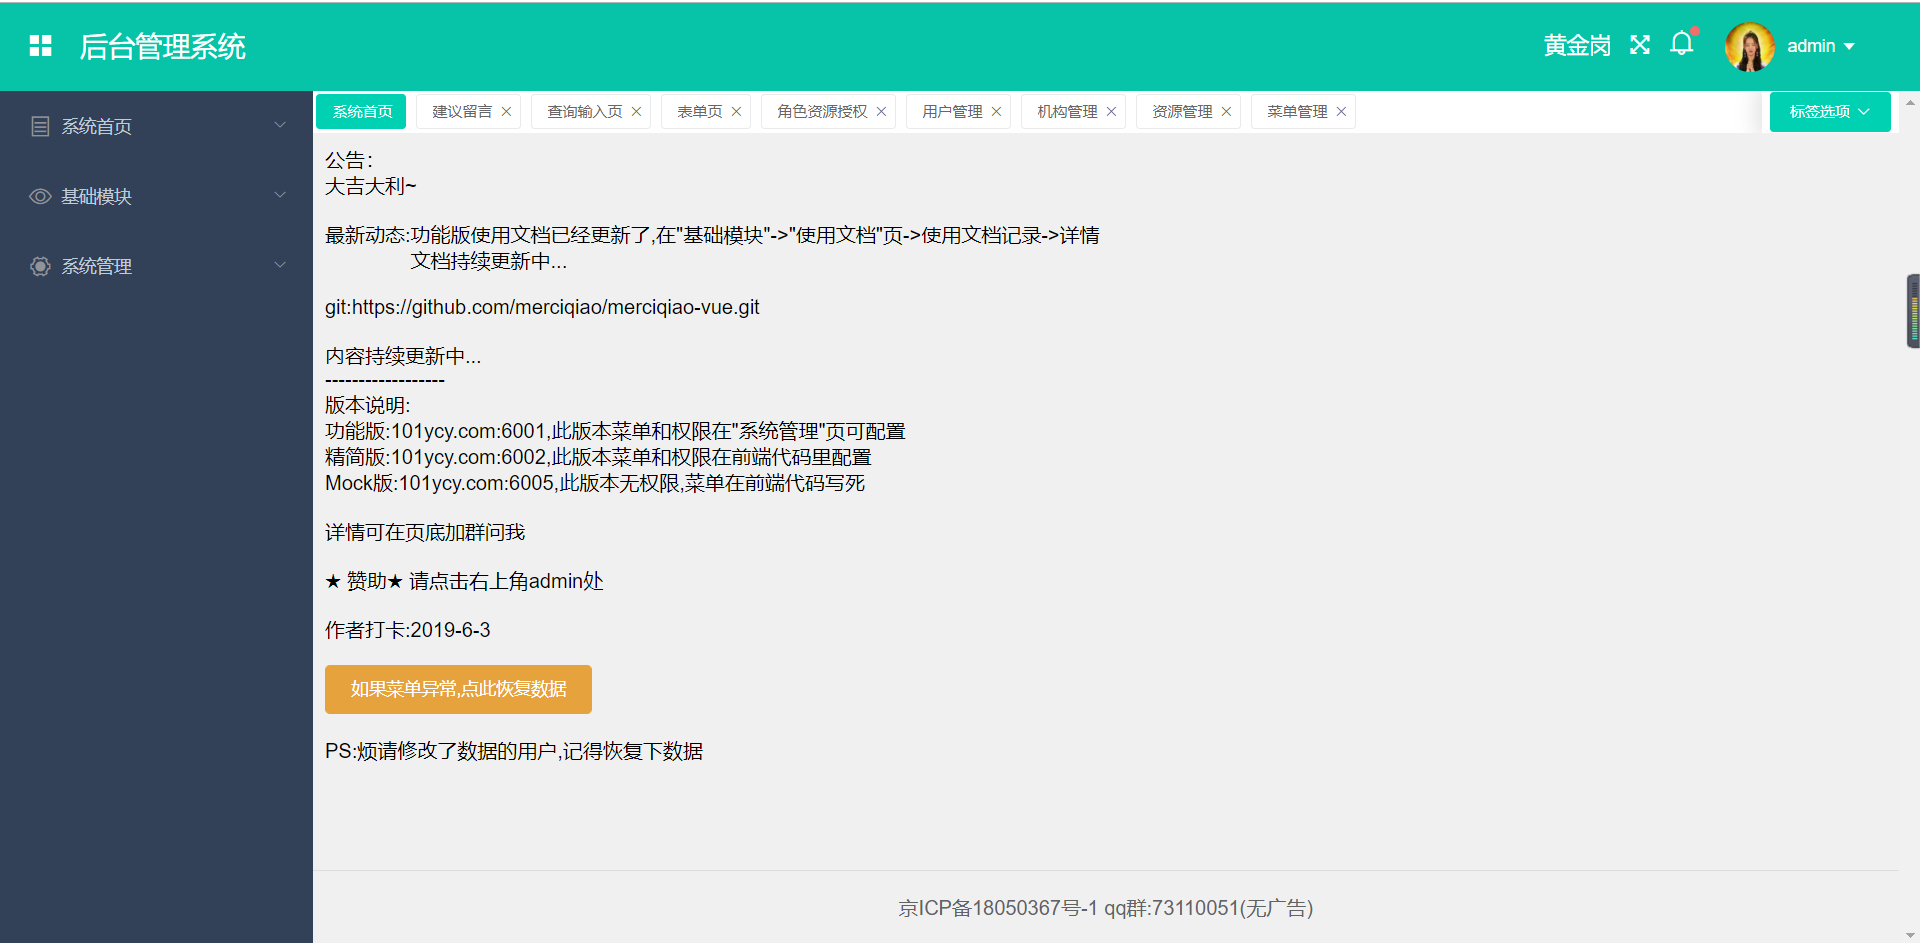 后台管理系统
黄金岗
admin
系统首页
基础模块
系统管理
系统首页
建议留言
查询输入页
表单页
角色资源授权
用户管理
机构管理
资源管理
菜单管理
标签选项
公告：
大吉大利~
最新动态:功能版使用文档已经更新了,在"基础模块"->"使用文档"页->使用文档记录->详情
文档持续更新中...
git:https://github.com/merciqiao/merciqiao-vue.git
内容持续更新中...
------------------
版本说明:
功能版:101ycy.com:6001,此版本菜单和权限在"系统管理"页可配置
精简版:101ycy.com:6002,此版本菜单和权限在前端代码里配置
Mock版:101ycy.com:6005,此版本无权限,菜单在前端代码写死
详情可在页底加群问我
★ 赞助★ 请点击右上角admin处
作者打卡:2019-6-3
如果菜单异常,点此恢复数据
PS:烦请修改了数据的用户,记得恢复下数据
京ICP备18050367号-1 qq群:73110051(无广告)